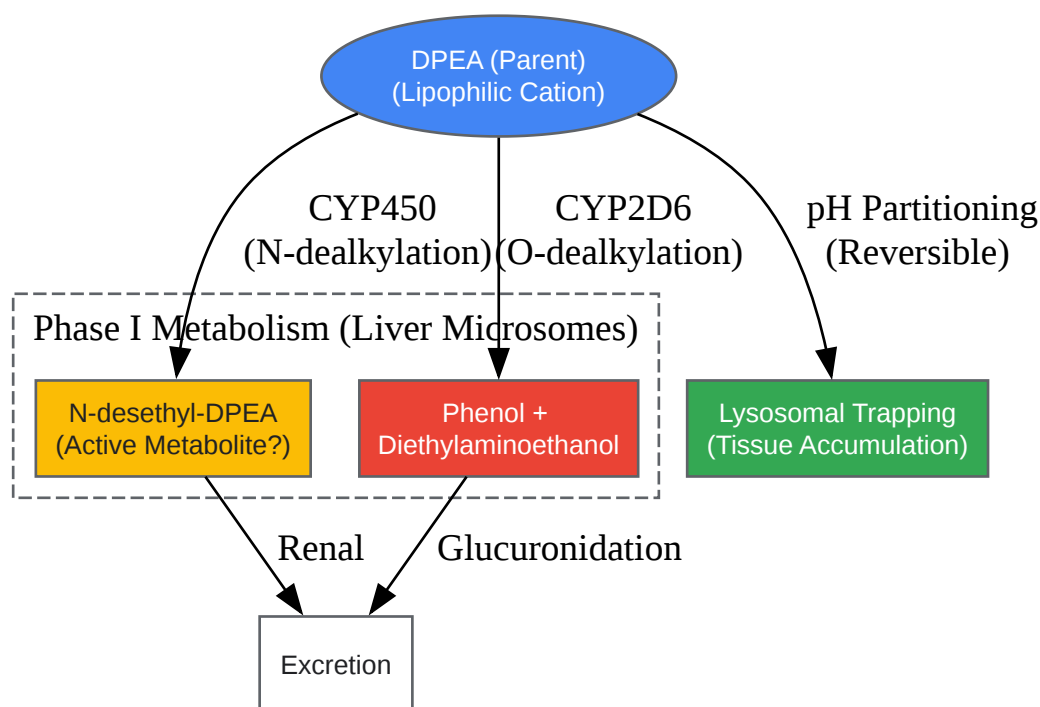 DPEA (Parent)
(Lipophilic Cation)
CYP450
(N-dealkylation)
CYP2D6
(O-dealkylation)
pH Partitioning
(Reversible)
Phase I Metabolism (Liver Microsomes)
N-desethyl-DPEA
(Active Metabolite?)
Phenol +
Diethylaminoethanol
Lysosomal Trapping
(Tissue Accumulation)
Renal
Glucuronidation
Excretion